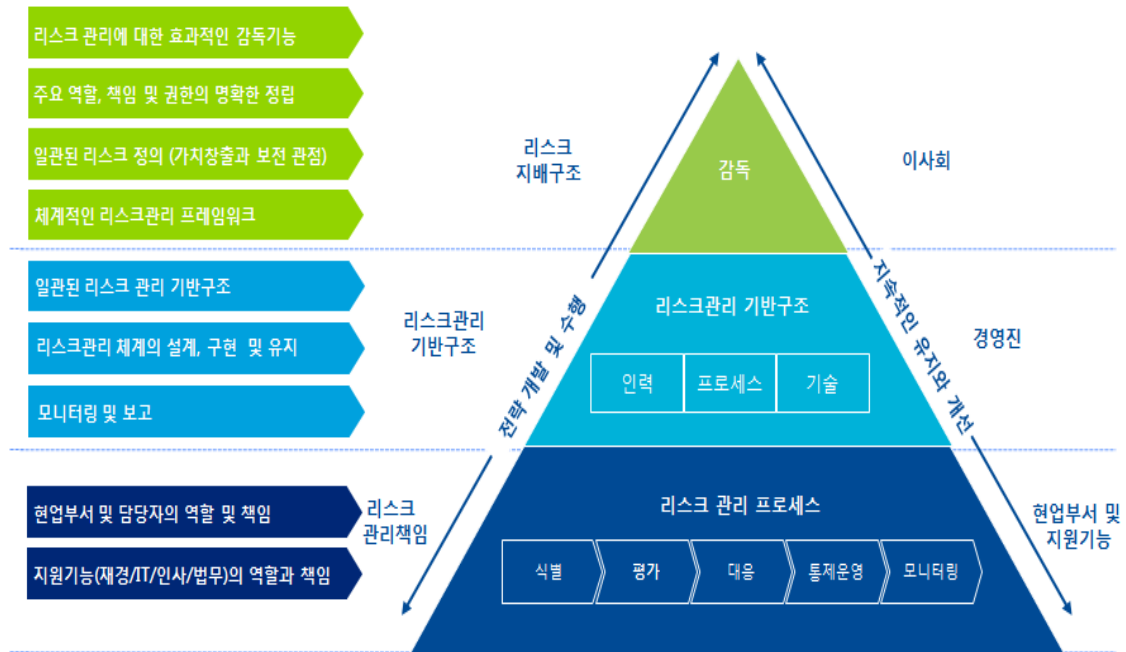 리스크 관리에 대한 효과적인 감독기능
주요 역할, 책임 및 권한의 명확한 정립
일관된 리스크 정의 (가치창출과 보전 관점)
체계적인 리스크관리 프레임워크
리스크
지배구조
감독
이사회
일관된 리스크 관리 기반구조
리스크관리 체계의 설계, 구현 및 유지
모니터링 및 보고
리스크관리
기반구조
전략 개발 및 수행
리스크관리 기반구조
인력
프로세스
기술
지속적인 유지와 개선
경영진
현업부서 및 담당자의 역할 및 책임
지원기능(재경/IT/인사/법무)의 역할과 책임
리스크
관리책임
리스크 관리 프로세스
식별
평가
대응
통제운영
모니터링
현업부서 및
지원기능